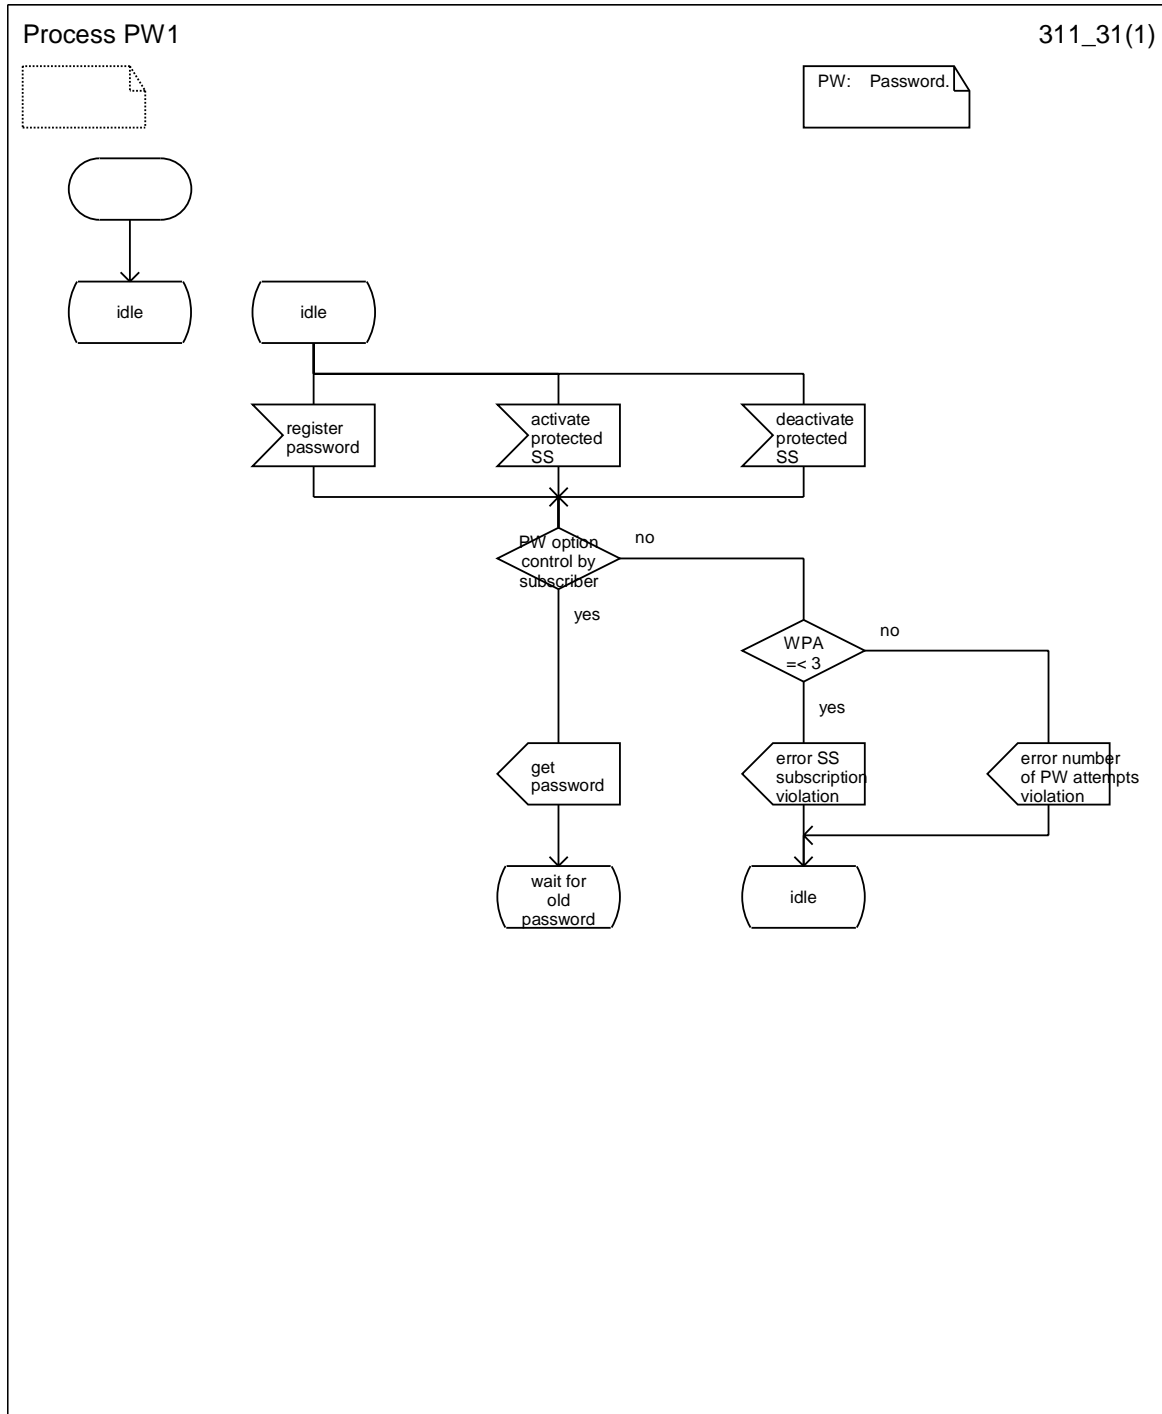 Process PW1
311_31(1)
PW: Password.
idle
idle
register
password
activate
protected
SS
deactivate
protected
SS
PW option
control by
subscriber
no
yes
WPA
=< 3
no
yes
get
password
error SS
subscription
violation
error number
of PW attempts
violation
wait for
old
password
idle